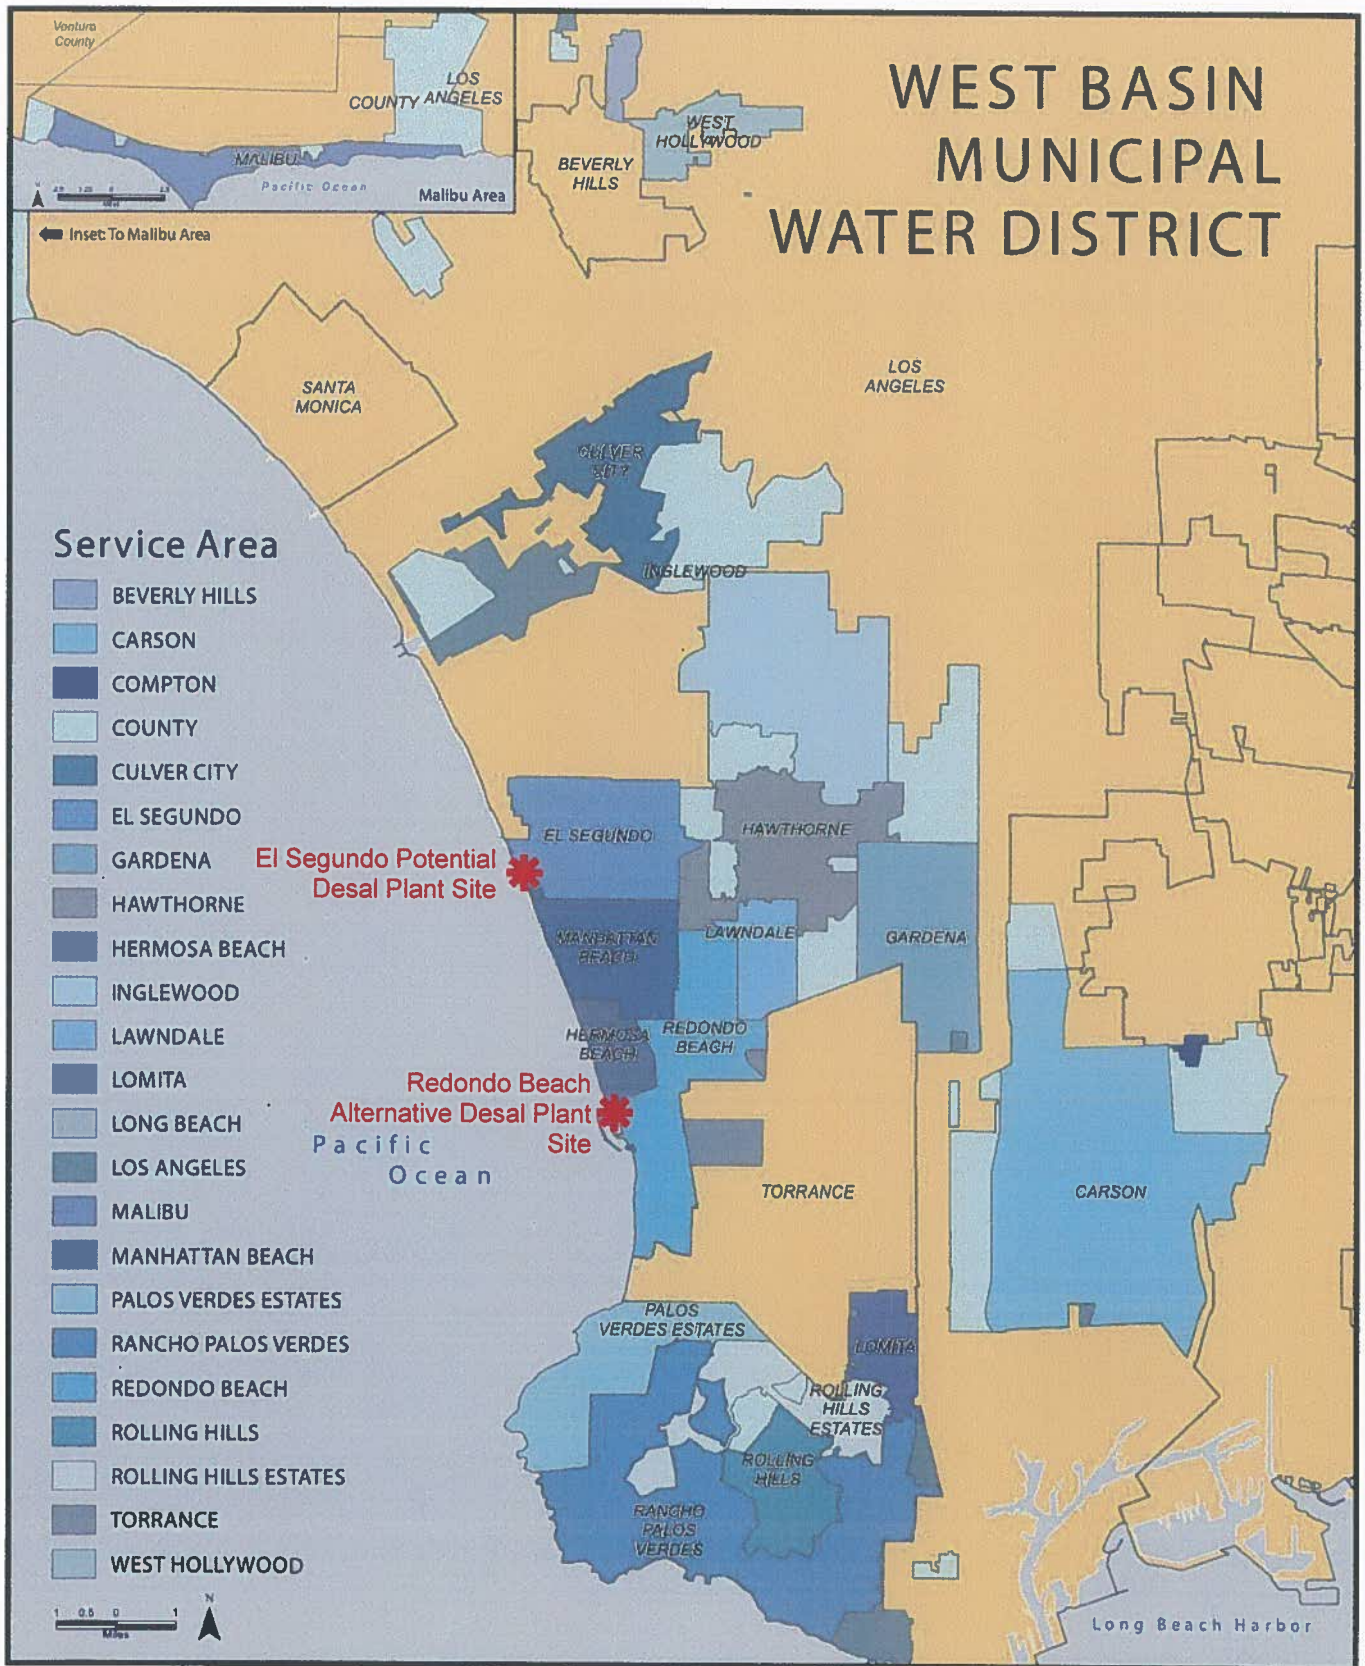 Ventura
County
LOS
COUNTY ANGELES
MALIBU
Pacific Ocean
Malibu Area
Inset: To Malibu Area
WEST BASIN
MUNICIPAL
WATER DISTRICT
WEST
HOLLYWOOD
BEVERLY
HILLS
SANTA
MONICA
LOS
ANGELES
CULVER
CITY
INGLEWOOD
Service Area
BEVERLY HILLS
CARSON
COMPTON
COUNTY
CULVER CITY
EL SEGUNDO
GARDENA
HAWTHORNE
HERMOSA BEACH
INGLEWOOD
LAWNDALE
LOMITA
LONG BEACH
LOS ANGELES
MALIBU
MANHATTAN BEACH
PALOS VERDES ESTATES
RANCHO PALOS VERDES
REDONDO BEACH
ROLLING HILLS
ROLLING HILLS ESTATES
TORRANCE
WEST HOLLYWOOD
N
1 0.5 0 1
Miles
EL SEGUNDO
HAWTHORNE
El Segundo Potential
Desal Plant Site
MANHATTAN
BEACH
LAWNDALE
GARDENA
HERMOSA
BEACH
REDONDO
BEACH
Redondo Beach
Alternative Desal Plant
Site
Pacific
Ocean
TORRANCE
CARSON
PALOS
VERDES ESTATES
LOMITA
ROLLING
HILLS
ESTATES
ROLLING
HILLS
RANCHO
PALOS
VERDES
Long Beach Harbor